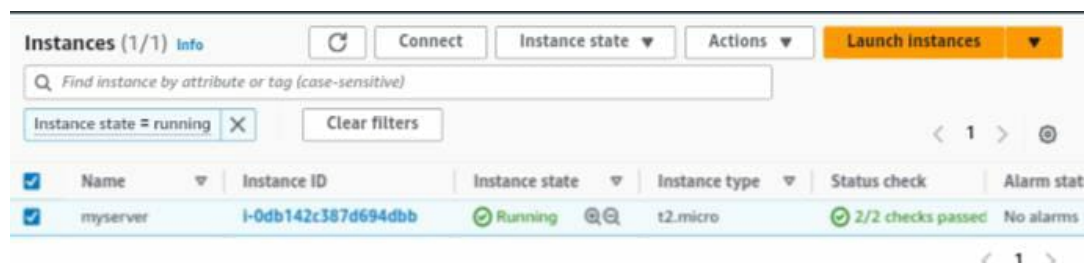 Instances (1/1) Info Connect Instance state Actions Launch instances
Find instance by attribute or tag (case-sensitive)
Instance state = running Clear filters
1
Name Instance ID Instance state Instance type Status check Alarm stat
myserver i-0db142c387d694dbb Running t2.micro 2/2 checks passed No alarms
1